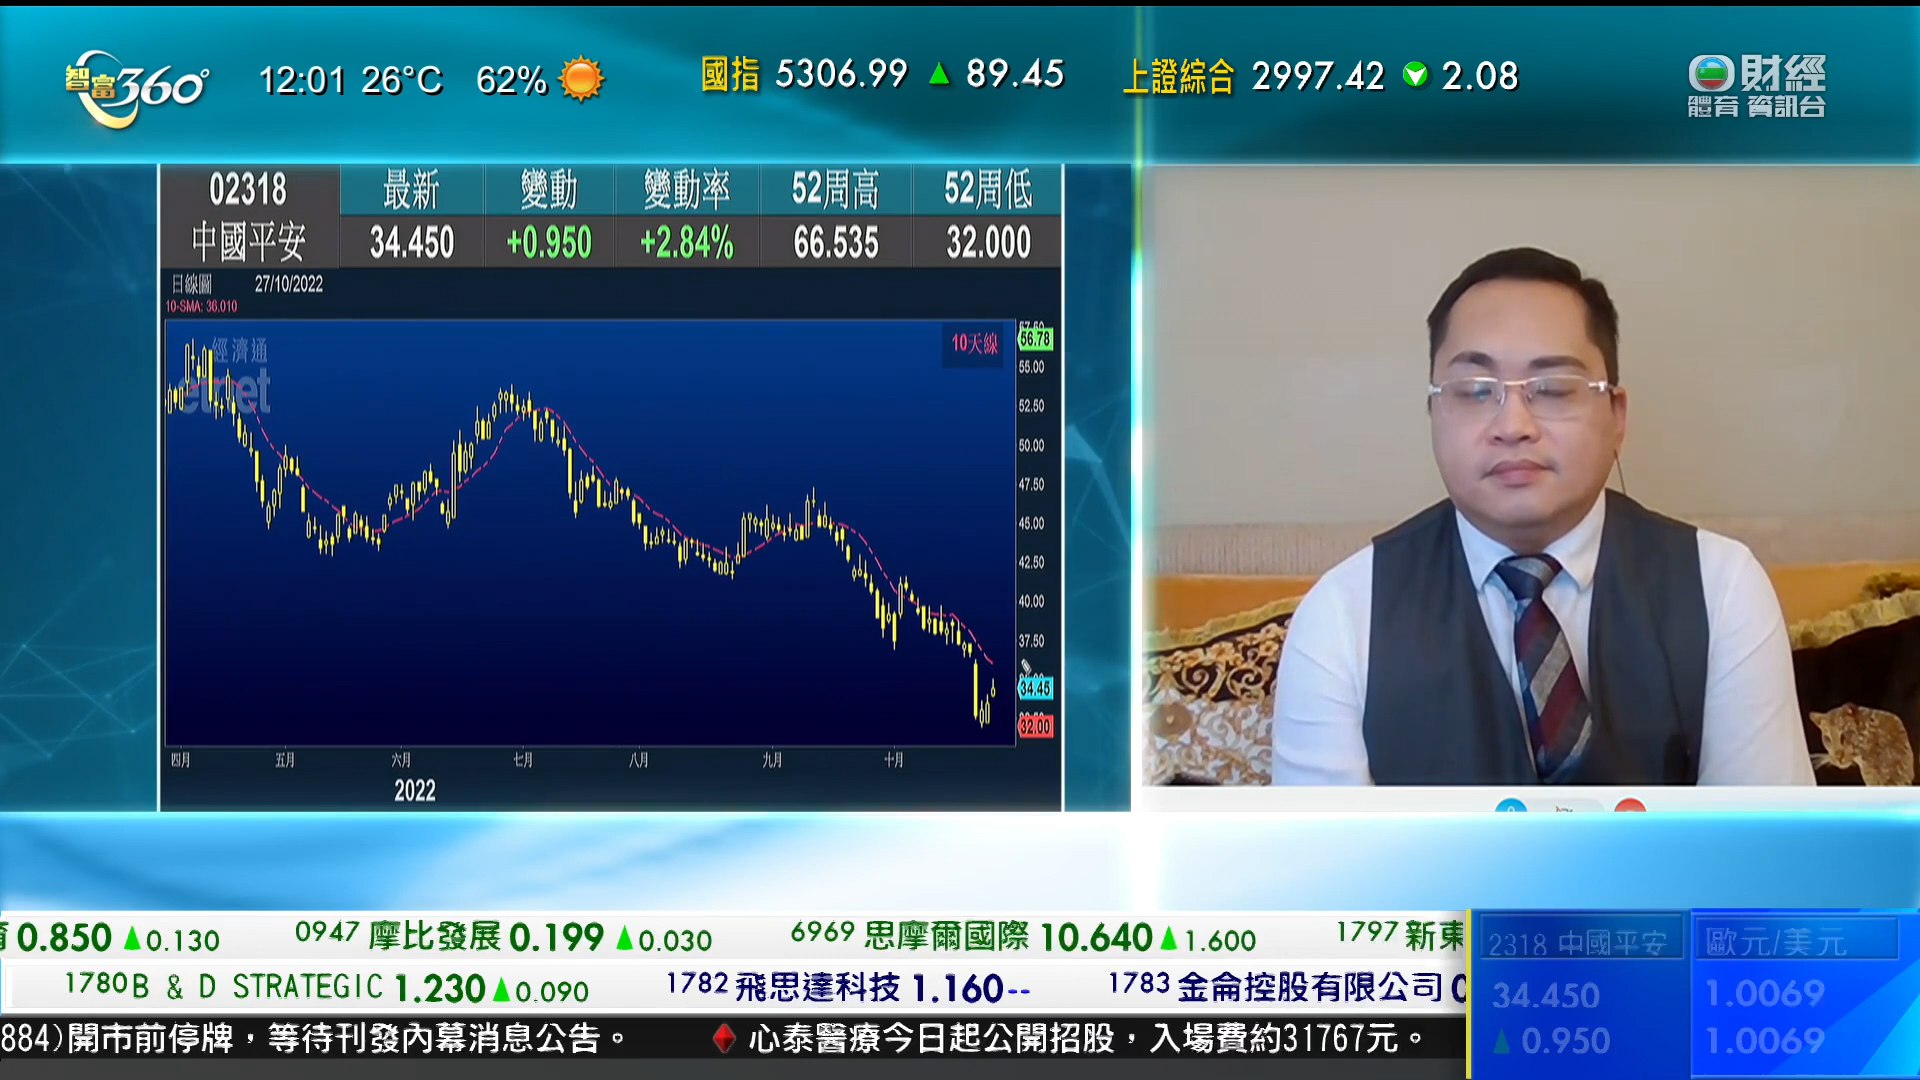 智富360°
12:01 26°C 62%
國指 5306.99 ▲ 89.45
上證綜合 2997.42 ▼ 2.08
財經
體育 資訊台
02318 最新 變動 變動率 52周高 52周低
中國平安 34.450 +0.950 +2.84% 66.535 32.000
日線圖 27/10/2022
10-SMA: 36.010
經濟通
etnet
10天線
57.50
56.78
55.00
52.50
50.00
47.50
45.00
42.50
40.00
37.50
34.45
32.00
四月 五月 六月 七月 八月 九月 十月
2022
0.850 ▲0.130 0947 摩比發展 0.199 ▲0.030 6969 思摩爾國際 10.640 ▲1.600 1797 新東
1780 B & D STRATEGIC 1.230 ▲0.090 1782 飛思達科技 1.160 -- 1783 金侖控股有限公司 0
884)開市前停牌，等待刊發內幕消息公告。 ♦ 心泰醫療今日起公開招股，入場費約31767元。
2318 中國平安
34.450
▲ 0.950
歐元/美元
1.0069
1.0069